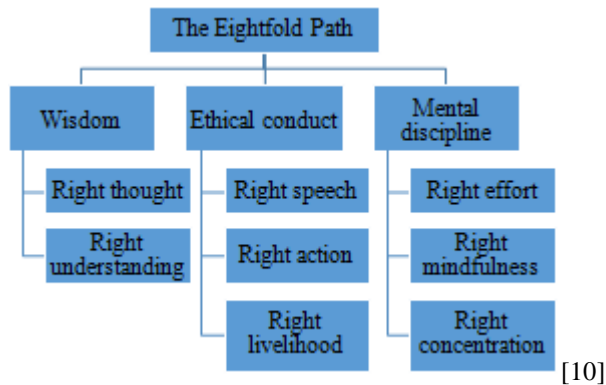 The Eightfold Path
Wisdom
Right thought
Right
understanding
Ethical conduct
Right speech
Right action
Right
livelihood
Mental
discipline
Right effort
Right
mindfulness
Right
concentration
[10]